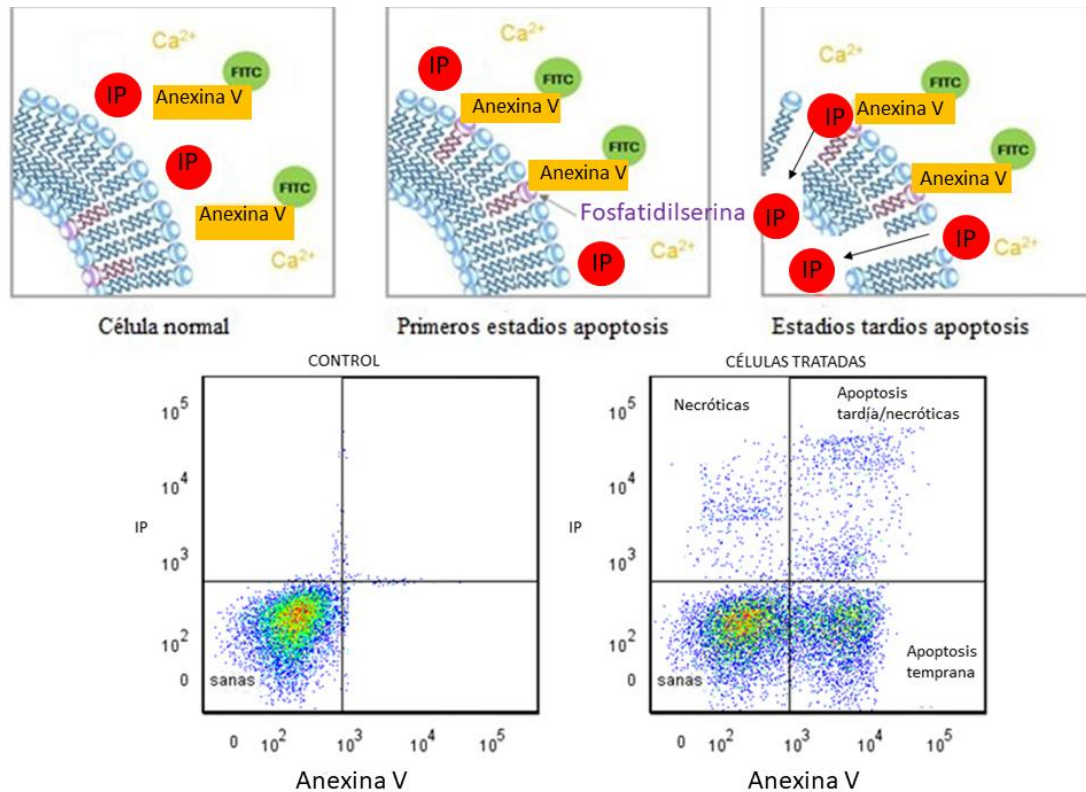 Ca2+
FITC
IP
Anexina V
IP
FITC
Anexina V
Ca2+
Célula normal
Ca2+
IP
FITC
Anexina V
FITC
Anexina V
Fosfatidilserina
Ca2+
IP
Primeros estadios apoptosis
Ca2+
FITC
IP
Anexina V
FITC
Anexina V
IP
IP
Ca2+
IP
Estadios tardios apoptosis
CONTROL
10^5
10^4
IP
10^3
10^2
0
sanas
0 10^2 10^3 10^4 10^5
Anexina V
CÉLULAS TRATADAS
Necróticas
Apoptosis
tardía/necróticas
10^5
10^4
IP
10^3
10^2
0
sanas
Apoptosis
temprana
0 10^2 10^3 10^4 10^5
Anexina V